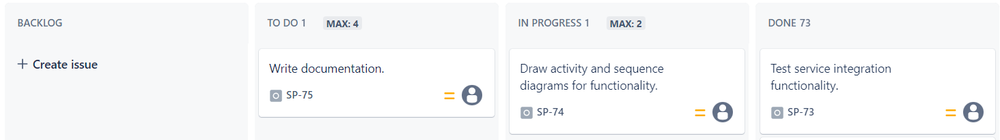 BACKLOG
+ Create issue
TO DO 1 MAX: 4
Write documentation.
SP-75
IN PROGRESS 1 MAX: 2
Draw activity and sequence
diagrams for functionality.
SP-74
DONE 73
Test service integration
functionality.
SP-73